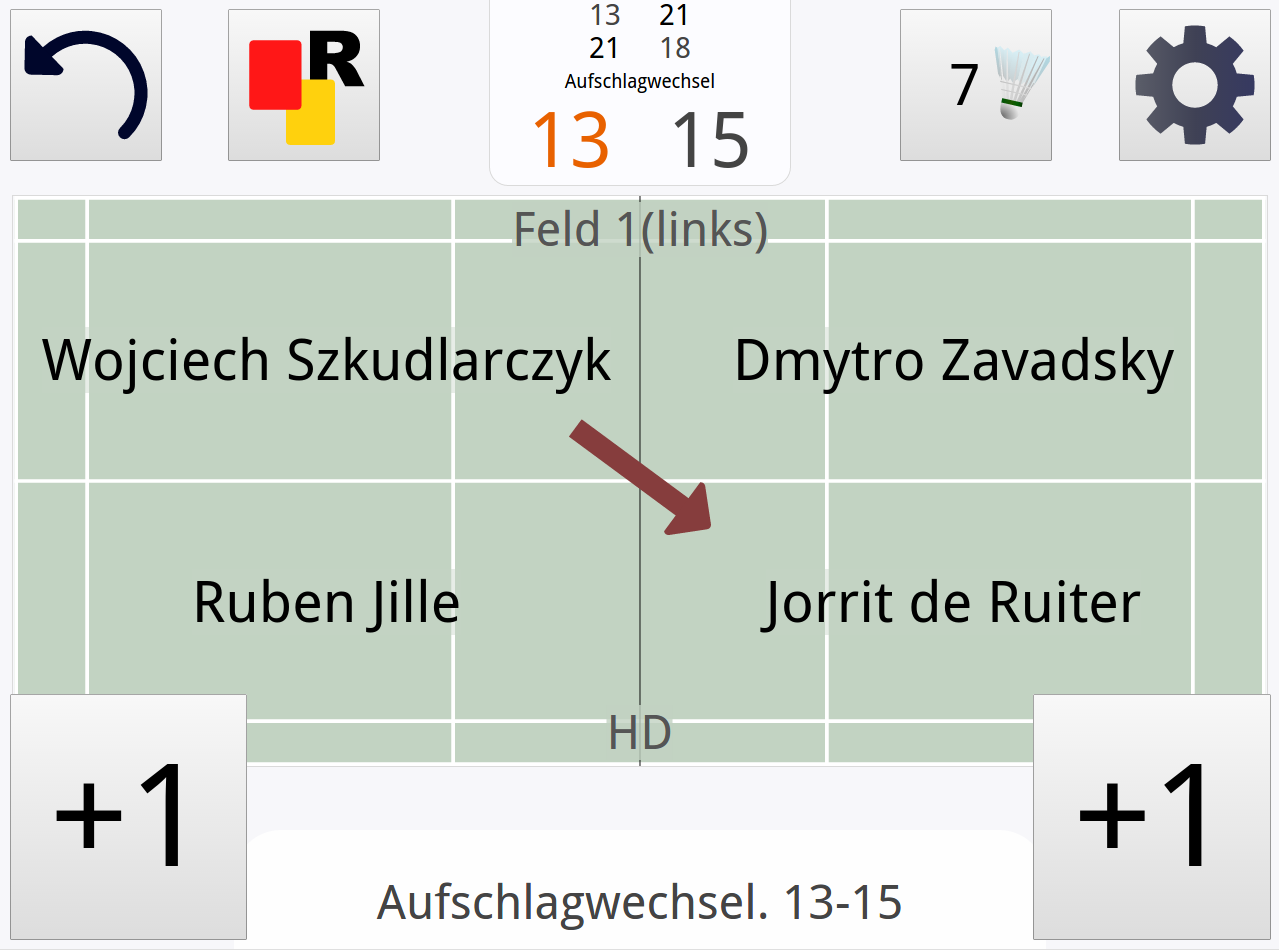 13 21
21 18
Aufschlagwechsel
13 15
R
7
Feld 1(links)
Wojciech Szkudlarczyk
Dmytro Zavadsky
Ruben Jille
Jorrit de Ruiter
HD
+1
+1
Aufschlagwechsel. 13-15